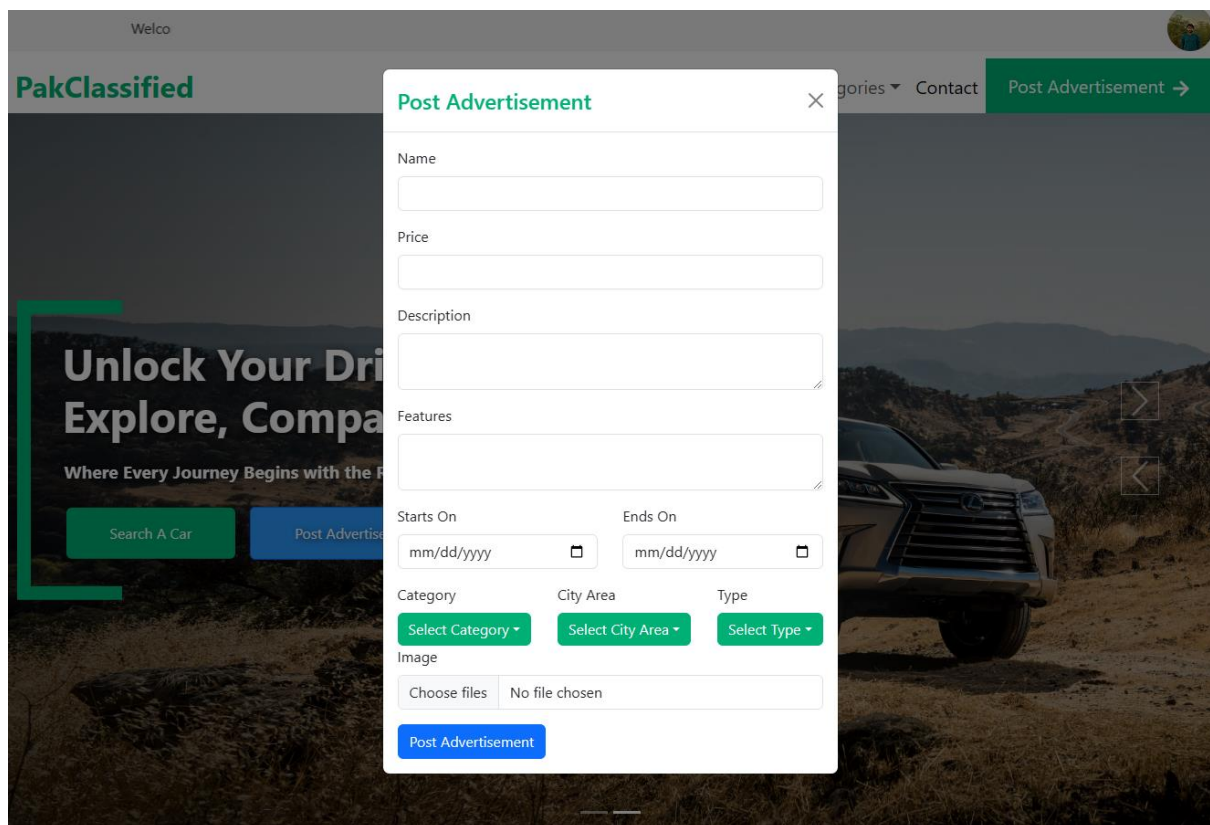 Welco
PakClassified
gories Contact Post Advertisement →
Post Advertisement
Name
Price
Description
Features
Starts On Ends On
mm/dd/yyyy mm/dd/yyyy
Category City Area Type
Select Category Select City Area Select Type
Image
Choose files No file chosen
Post Advertisement
Unlock Your Dri
Explore, Compa
Where Every Journey Begins with the
Search A Car Post Advertise